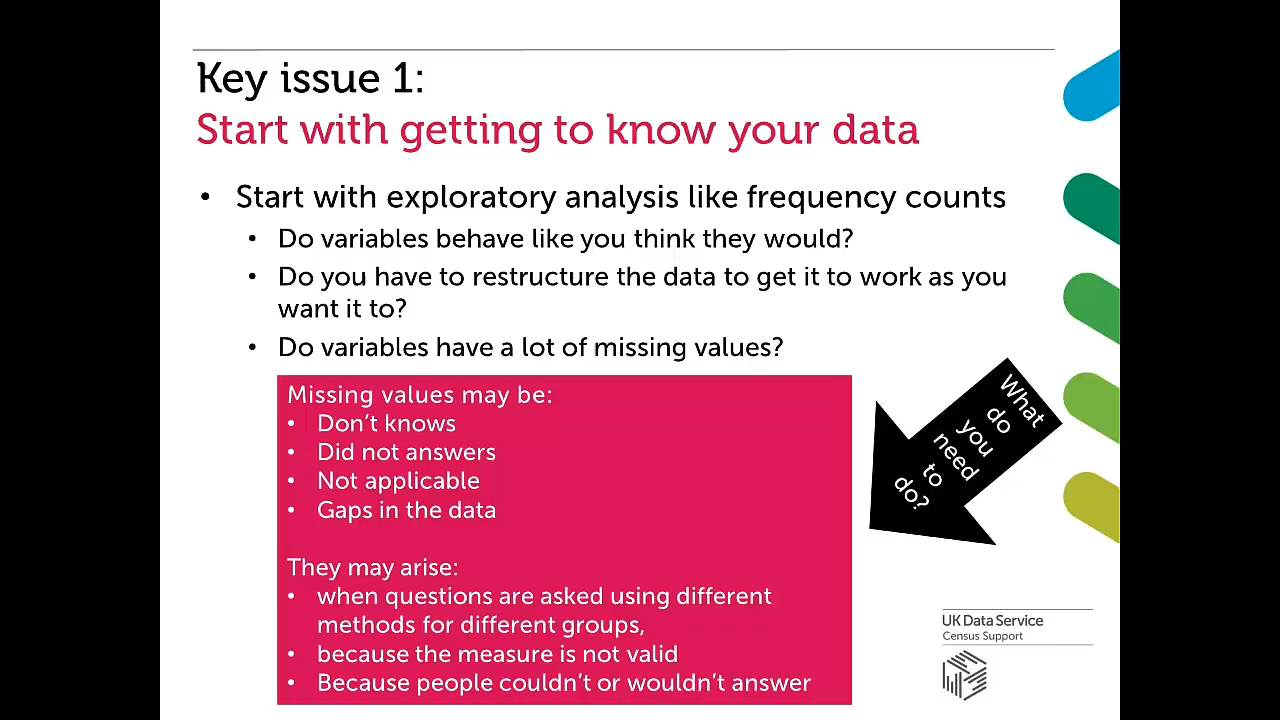 Key issue 1:
Start with getting to know your data
• Start with exploratory analysis like frequency counts
• Do variables behave like you think they would?
• Do you have to restructure the data to get it to work as you
want it to?
• Do variables have a lot of missing values?
Missing values may be:
• Don’t knows
• Did not answers
• Not applicable
• Gaps in the data
They may arise:
• when questions are asked using different
methods for different groups,
• because the measure is not valid
• Because people couldn’t or wouldn’t answer
What
do
you
need
to
do?
UK Data Service
Census Support